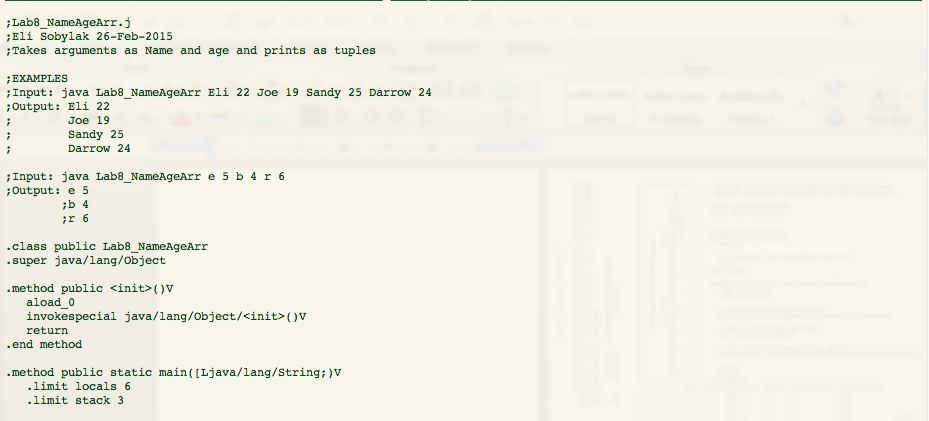 ;Lab8_NameAgeArr.j
;Eli Sobylak 26-Feb-2015
;Takes arguments as Name and age and prints as tuples
;EXAMPLES
;Input: java Lab8_NameAgeArr Eli 22 Joe 19 Sandy 25 Darrow 24
;Output: Eli 22
;        Joe 19
;        Sandy 25
;        Darrow 24
;Input: java Lab8_NameAgeArr e 5 b 4 r 6
;Output: e 5
        ;b 4
        ;r 6
.class public Lab8_NameAgeArr
.super java/lang/Object
.method public <init>()V
   aload_0
   invokespecial java/lang/Object/<init>()V
   return
.end method
.method public static main([Ljava/lang/String;)V
   .limit locals 6
   .limit stack 3